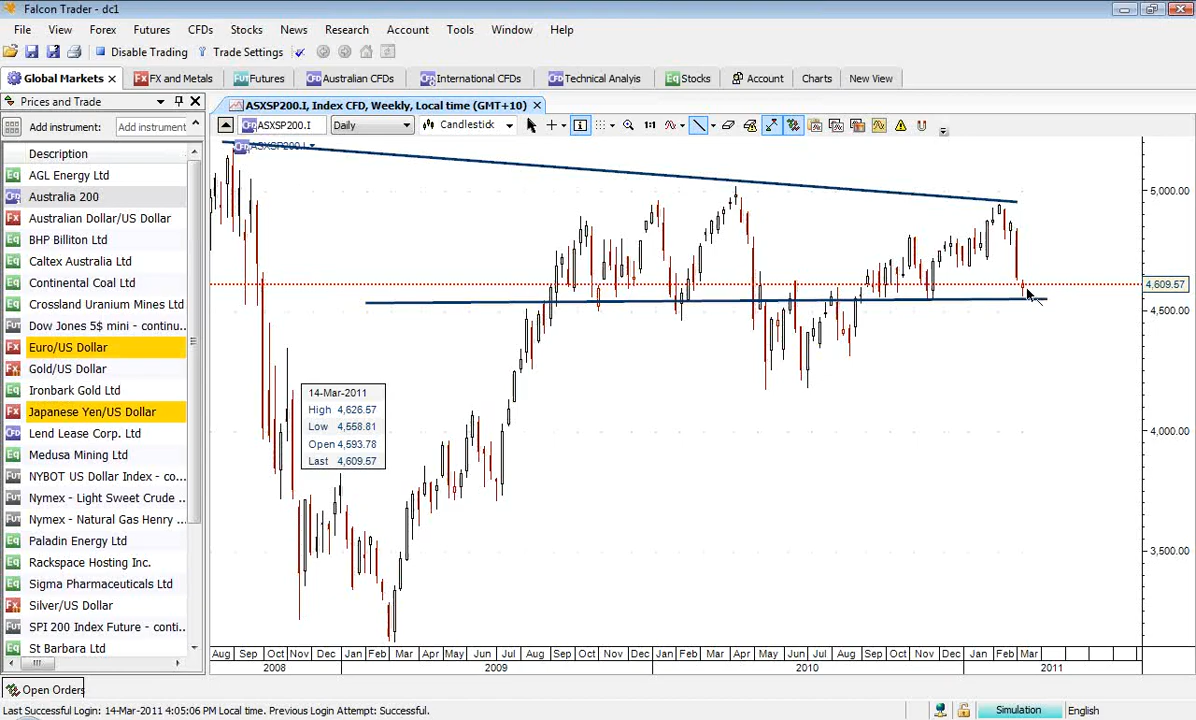 Falcon Trader - dc1
File View Forex Futures CFDs Stocks News Research Account Tools Window Help
Disable Trading Trade Settings
Global Markets FX and Metals Futures Australian CFDs International CFDs Technical Analysis Stocks Account Charts New View
Prices and Trade
ASXSP200.I, Index CFD, Weekly, Local time (GMT+10)
Add instrument: Add instrument
ASXSP200.I Daily Candlestick 1:1
ASXSP200.I
Description
AGL Energy Ltd
Australia 200
Australian Dollar/US Dollar
BHP Billiton Ltd
Caltex Australia Ltd
Continental Coal Ltd
Crossland Uranium Mines Ltd
Dow Jones 5$ mini - continu...
Euro/US Dollar
Gold/US Dollar
Ironbark Gold Ltd
Japanese Yen/US Dollar
Lend Lease Corp. Ltd
Medusa Mining Ltd
NYBOT US Dollar Index - co...
Nymex - Light Sweet Crude ...
Nymex - Natural Gas Henry ...
Paladin Energy Ltd
Rackspace Hosting Inc.
Sigma Pharmaceuticals Ltd
Silver/US Dollar
SPI 200 Index Future - conti...
St Barbara Ltd
14-Mar-2011
High 4,626.57
Low 4,558.81
Open 4,593.78
Last 4,609.57
5,000.00
4,609.57
4,500.00
4,000.00
3,500.00
Aug Sep Oct Nov Dec Jan Feb Mar Apr May Jun Jul Aug Sep Oct Nov Dec Jan Feb Mar Apr May Jun Jul Aug Sep Oct Nov Dec Jan Feb Mar
2008 2009 2010 2011
Open Orders
Last Successful Login: 14-Mar-2011 4:05:06 PM Local time. Previous Login Attempt: Successful.
Simulation English